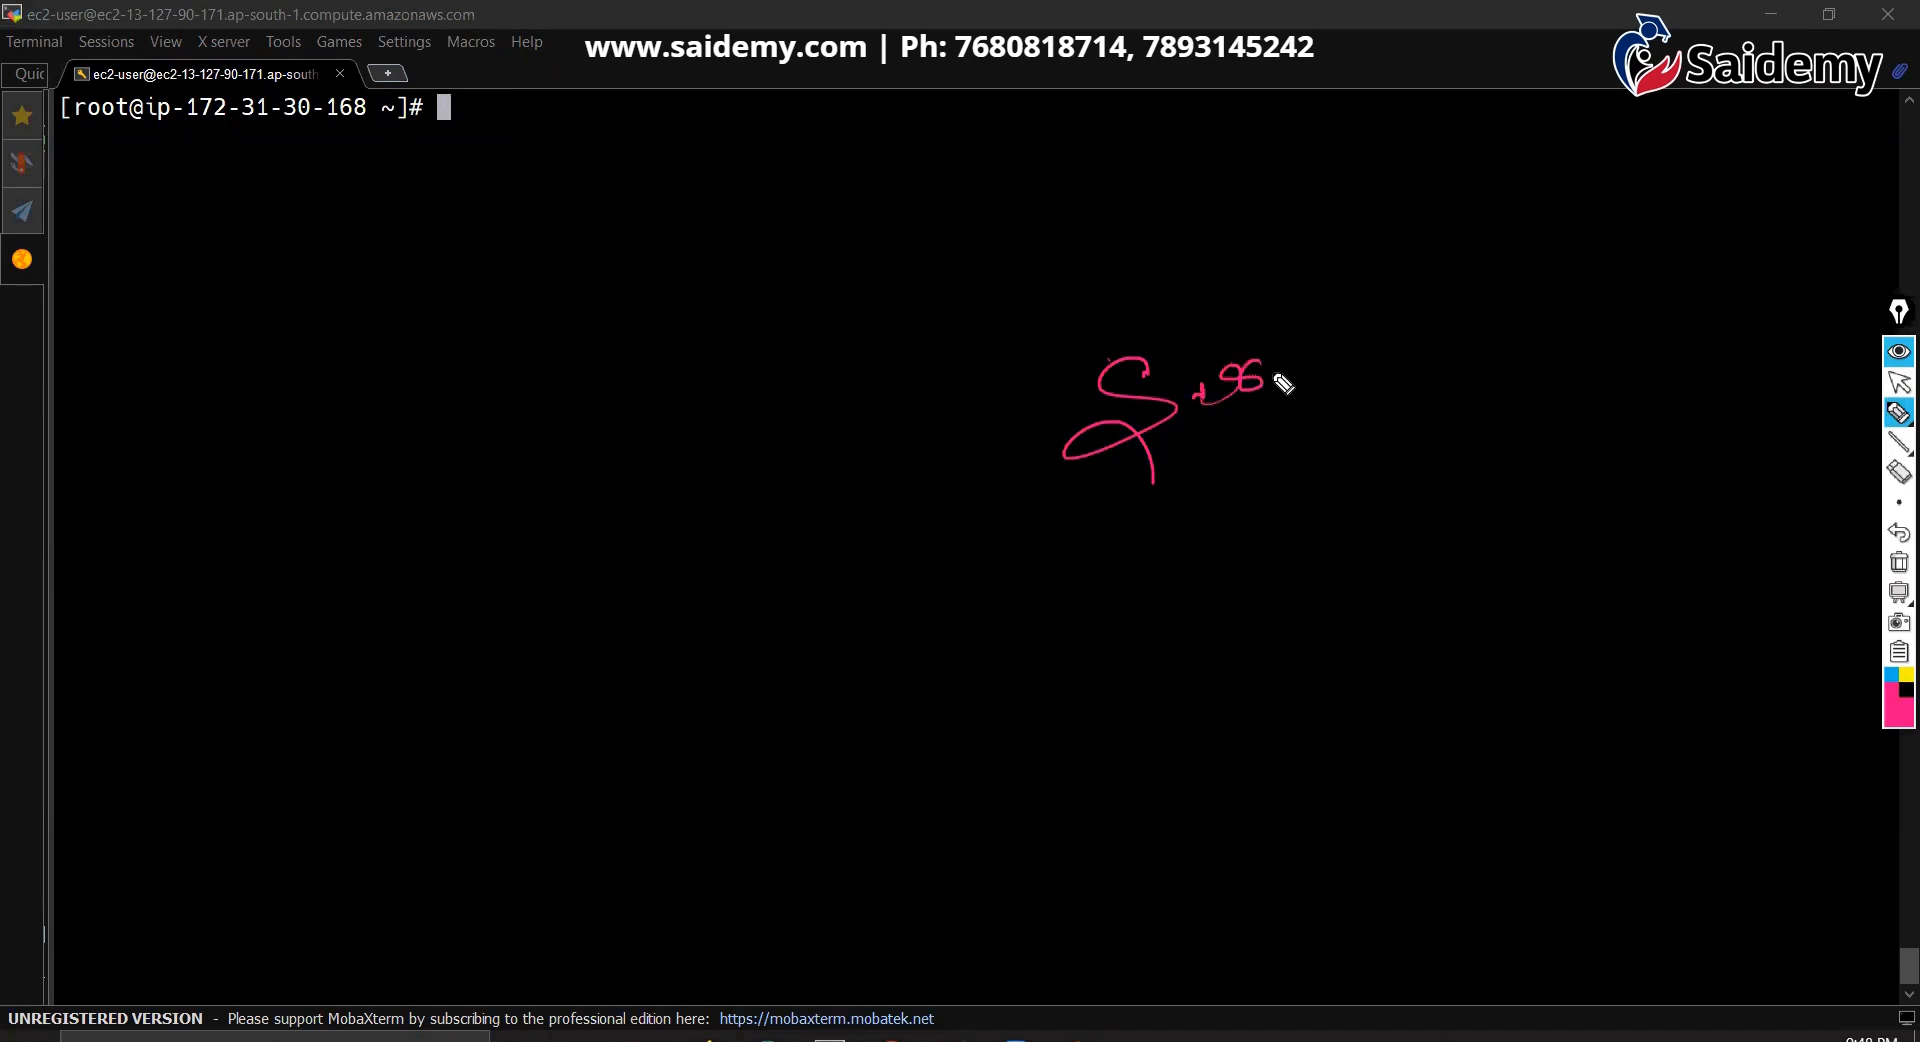 ec2-user@ec2-13-127-90-171.ap-south-1.compute.amazonaws.com
Terminal Sessions View X server Tools Games Settings Macros Help
www.saidemy.com | Ph: 7680818714, 7893145242
Saidemy
Quic
ec2-user@ec2-13-127-90-171.ap-south
[root@ip-172-31-30-168 ~]#
UNREGISTERED VERSION - Please support MobaXterm by subscribing to the professional edition here: https://mobaxterm.mobatek.net